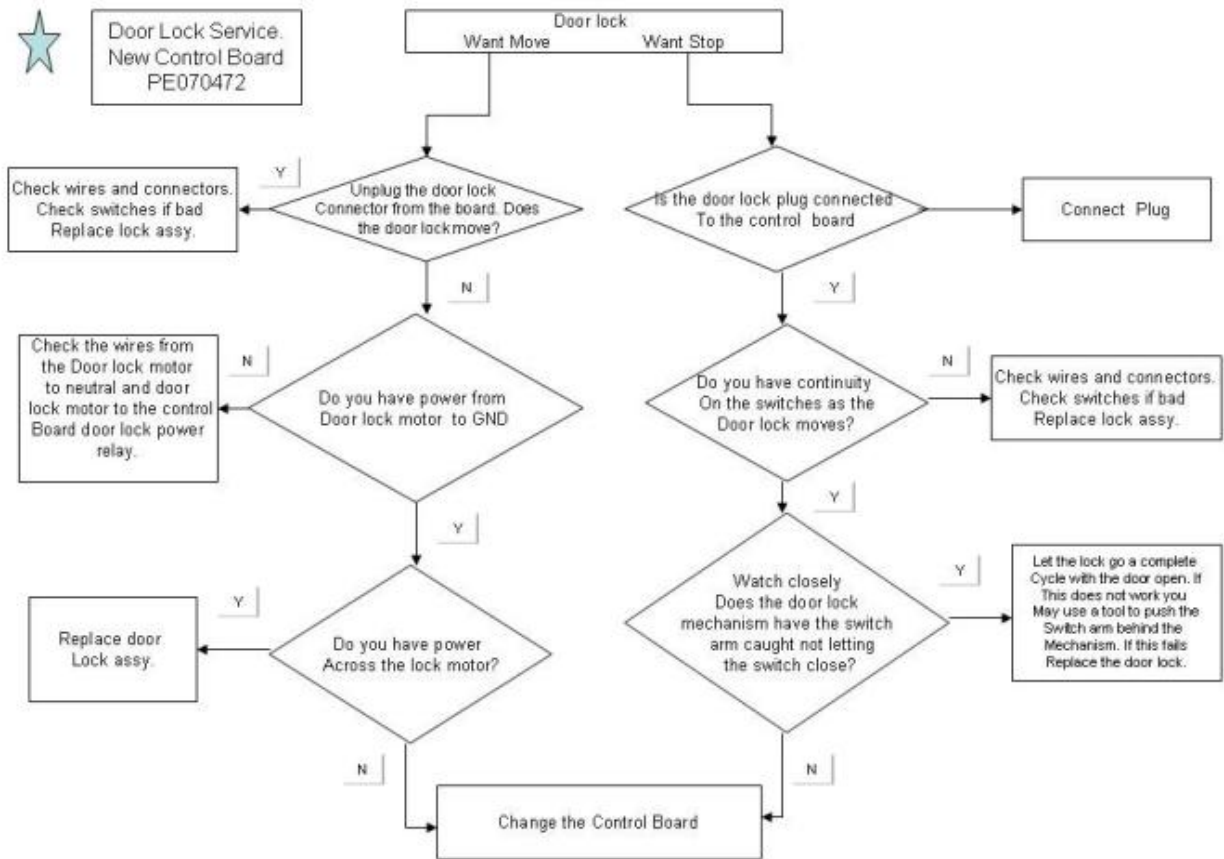 Door Lock Service.
New Control Board
PE070472
Door lock
Want Move Want Stop
Y
Check wires and connectors.
Check switches if bad
Replace lock assy.
Unplug the door lock
Connector from the board. Does
the door lock move?
Is the door lock plug connected
To the control board
Connect Plug
N
Y
Check the wires from
the Door lock motor
to neutral and door
lock motor to the control
Board door lock power
relay.
N
Do you have power from
Door lock motor to GND
Do you have continuity
On the switches as the
Door lock moves?
N
Check wires and connectors.
Check switches if bad
Replace lock assy.
Y
Y
Replace door
Lock assy.
Y
Do you have power
Across the lock motor?
Watch closely
Does the door lock
mechanism have the switch
arm caught not letting
the switch close?
Y
Let the lock go a complete
Cycle with the door open. If
This does not work you
May use a tool to push the
Switch arm behind the
Mechanism. If this fails
Replace the door lock.
N
N
Change the Control Board